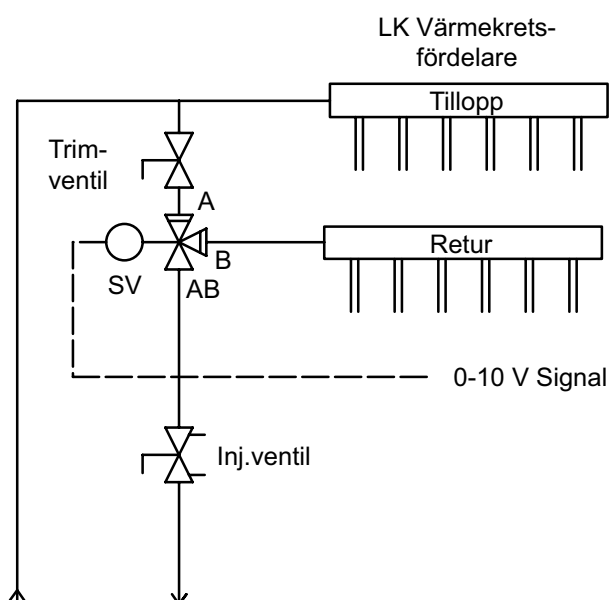 LK Värmekrets-
fördelare
Tillopp
Trim-
ventil
A
Retur
B
SV
AB
0-10 V Signal
Inj.ventil